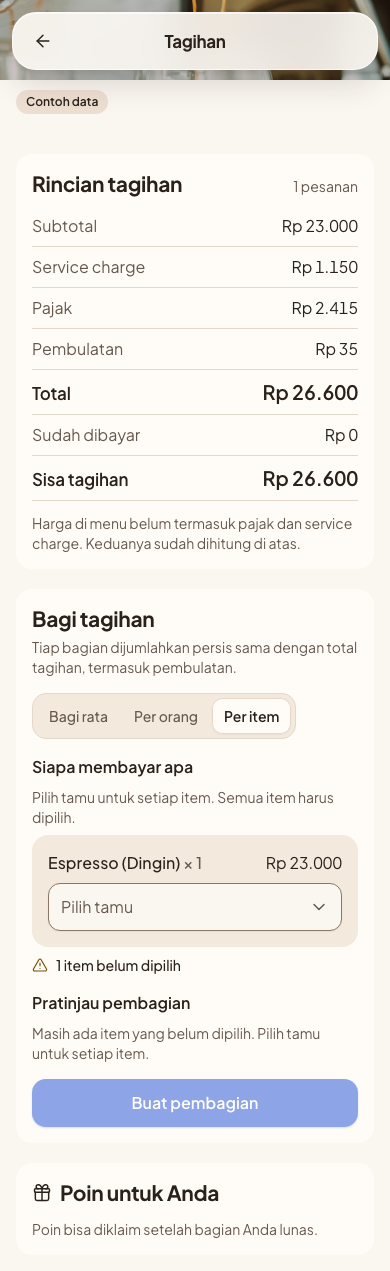 Tagihan
Contoh data
Rincian tagihan
1 pesanan
Subtotal
Rp 23.000
Service charge
Rp 1.150
Pajak
Rp 2.415
Pembulatan
Rp 35
Total
Rp 26.600
Sudah dibayar
Rp 0
Sisa tagihan
Rp 26.600
Harga di menu belum termasuk pajak dan service
charge. Keduanya sudah dihitung di atas.
Bagi tagihan
Tiap bagian dijumlahkan persis sama dengan total
tagihan, termasuk pembulatan.
Bagi rata
Per orang
Per item
Siapa membayar apa
Pilih tamu untuk setiap item. Semua item harus
dipilih.
Espresso (Dingin) × 1
Rp 23.000
Pilih tamu
1 item belum dipilih
Pratinjau pembagian
Masih ada item yang belum dipilih. Pilih tamu
untuk setiap item.
Buat pembagian
Poin untuk Anda
Poin bisa diklaim setelah bagian Anda lunas.